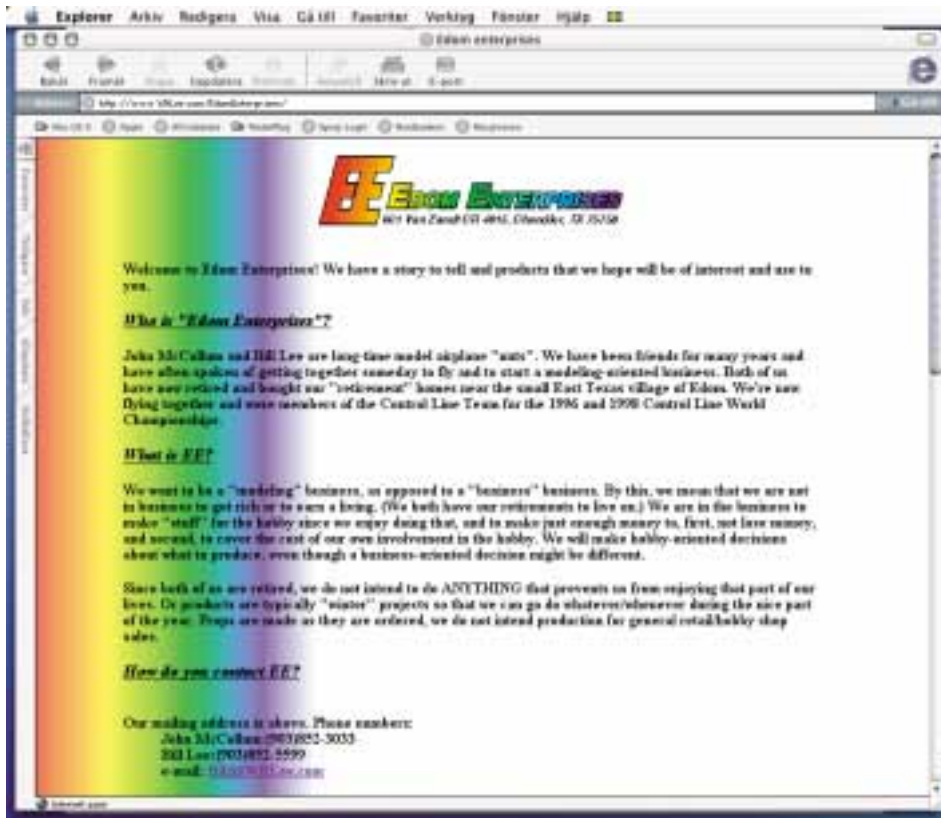 Explorer Arkiv Redigera Visa Gå till Favoriter Verktyg Fönster Hjälp
Edom enterprises
EE EDOM ENTERPRISES
Van Zandt CR 4815, Chandler, TX 75758
Welcome to Edom Enterprises! We have a story to tell and products that we hope will be of interest and use to
you.
Who is "Edom Enterprises"?
John McCollum and Bill Lee are long-time model airplane "nuts". We have been friends for many years and
have often spoken of getting together someday to fly and to start a modeling-oriented business. Both of us
have now retired and bought our "retirement" homes near the small East Texas village of Edom. We're now
flying together and were members of the Control Line Team for the 1996 and 1998 Control Line World
Championships.
What is EE?
We want to be a "modeling" business, as opposed to a "business" business. By this, we mean that we are not
in business to get rich or to earn a living. (We both have our retirements to live on.) We are in the business to
make "stuff" for the hobby since we enjoy doing that, and to make just enough money to, first, not lose money,
and second, to cover the cost of our own involvement in the hobby. We will make hobby-oriented decisions
about what to produce, even though a business-oriented decision might be different.
Since both of us are retired, we do not intend to do ANYTHING that prevents us from enjoying that part of our
lives. Or products are typically "winter" projects so that we can go do whatever/whenever during the nice part
of the year. Props are made as they are ordered, we do not intend production for general retail/hobby shop
sales.
How do you contact EE?
Our mailing address is above. Phone numbers:
John McCollum:(903)852-3033
Bill Lee:(903)852-5599
e-mail: